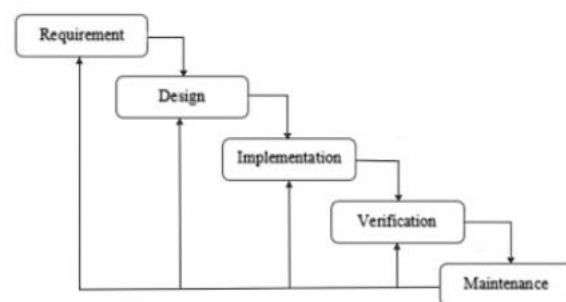 Requirement
Design
Implementation
Verification
Maintenance